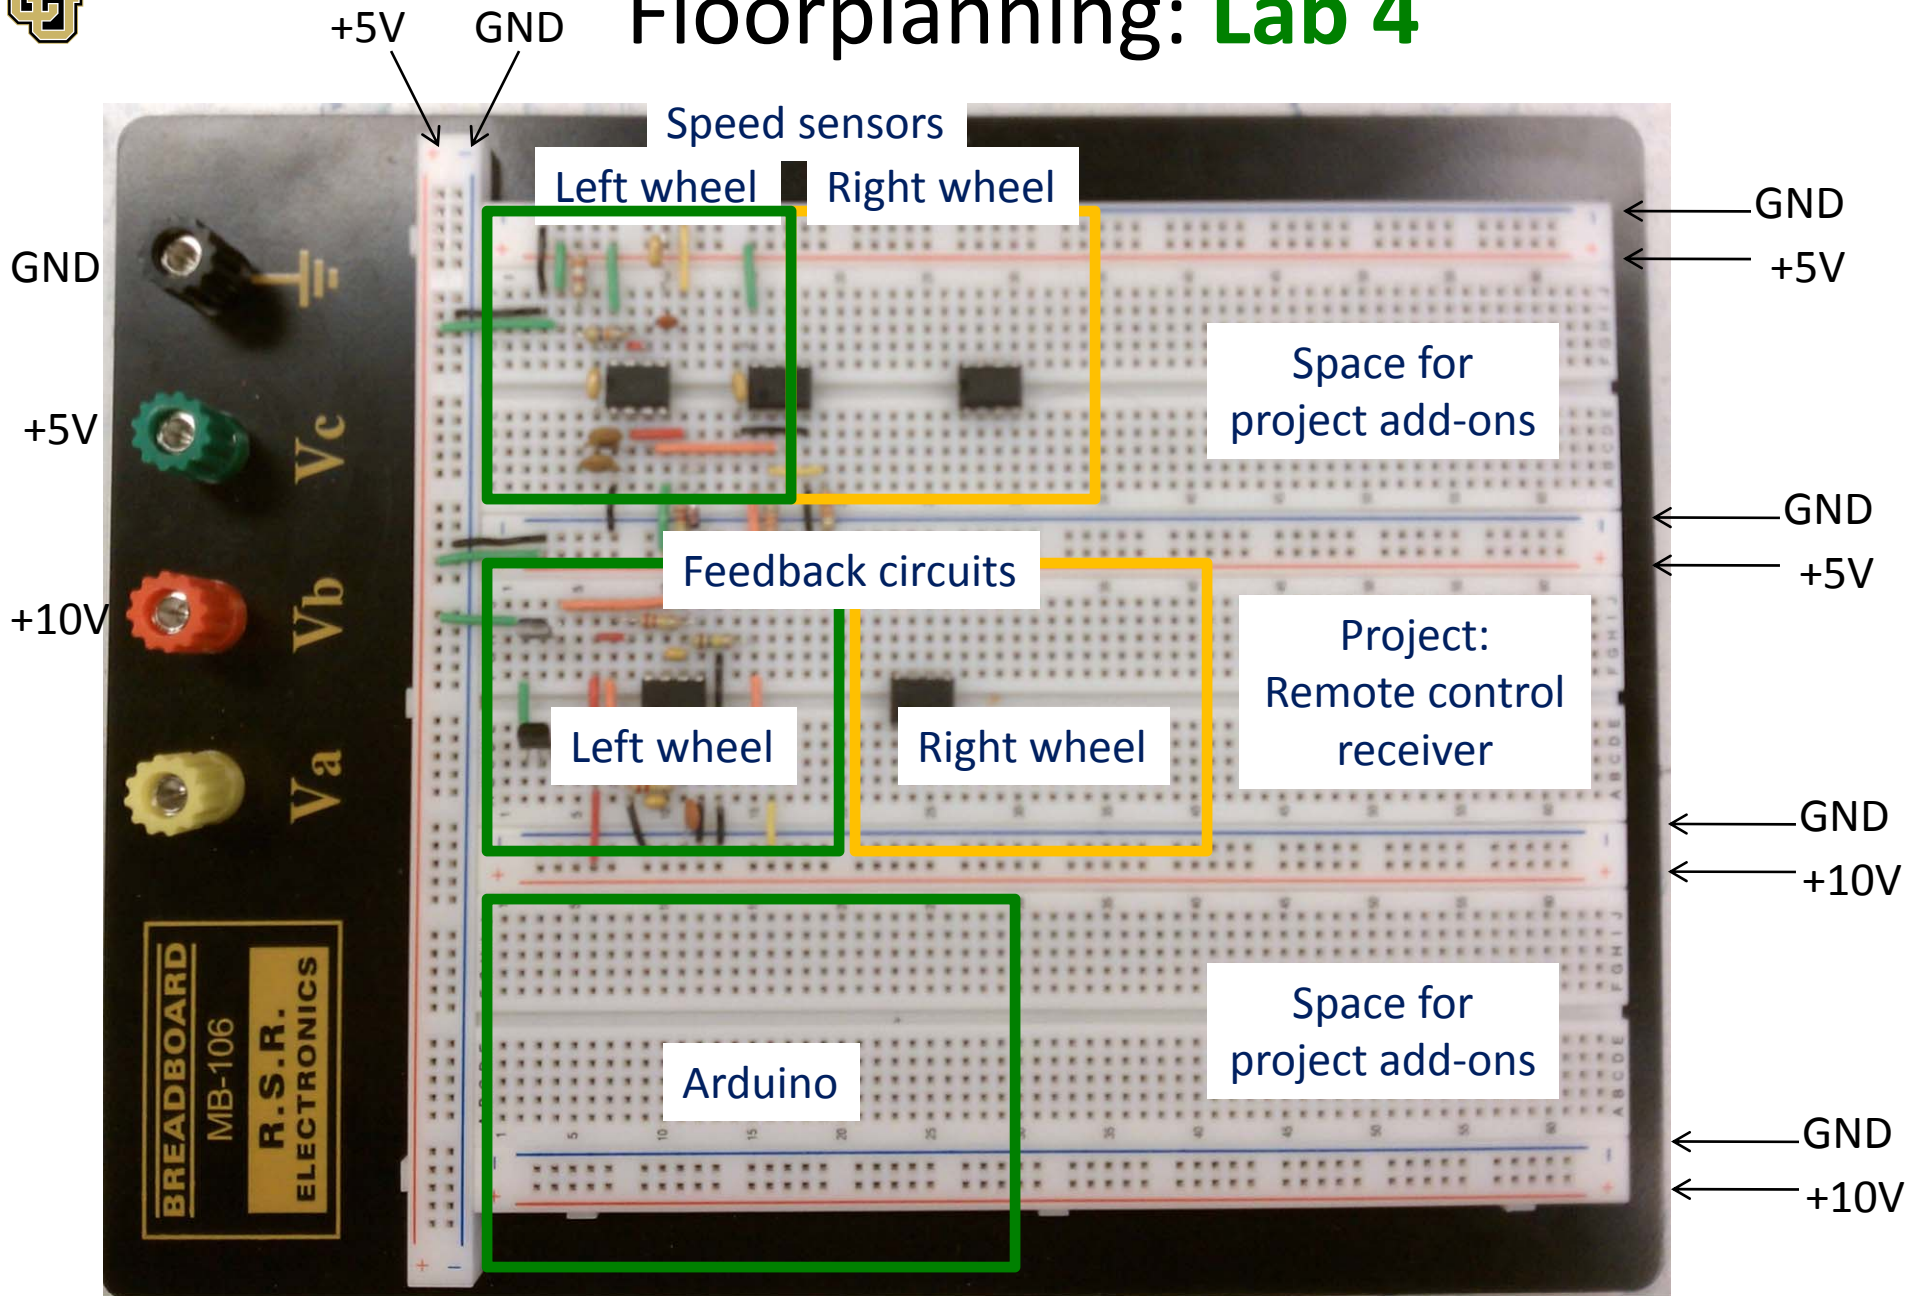 Floorplanning: Lab 4
+5V GND
Speed sensors
Left wheel Right wheel
GND
+5V
GND
+5V
+10V
Vc
Vb
Va
Space for
project add-ons
GND
+5V
Feedback circuits
Left wheel Right wheel
Project:
Remote control
receiver
GND
+10V
Arduino
Space for
project add-ons
GND
+10V
BREADBOARD
MB-106
R.S.R.
ELECTRONICS